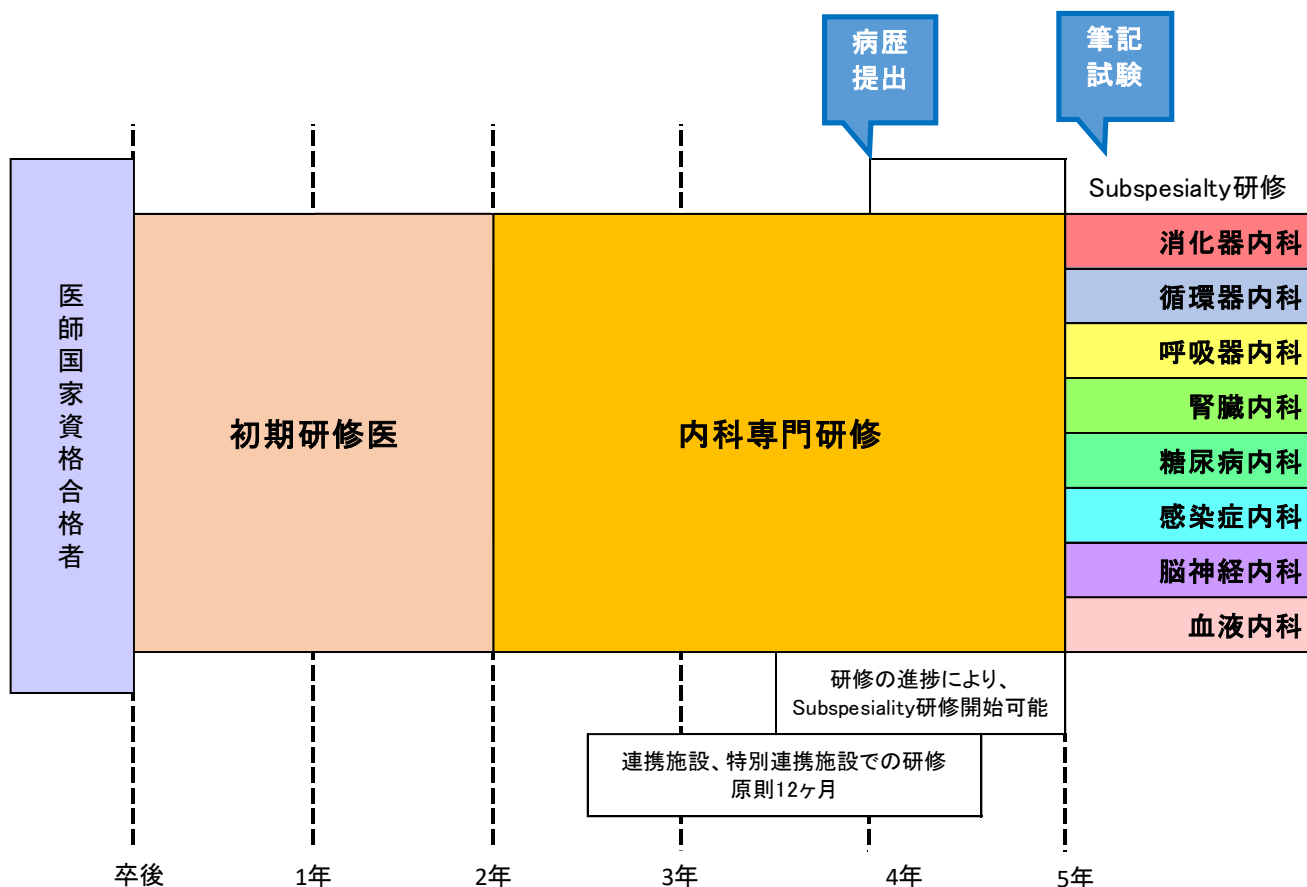 病歴
提出
筆記
試験
Subspesialty研修
医師国家資格合格者
初期研修医
内科専門研修
消化器内科
循環器内科
呼吸器内科
腎臓内科
糖尿病内科
感染症内科
脳神経内科
血液内科
研修の進捗により、
Subspesiality研修開始可能
連携施設、特別連携施設での研修
原則12ヶ月
卒後
1年
2年
3年
4年
5年